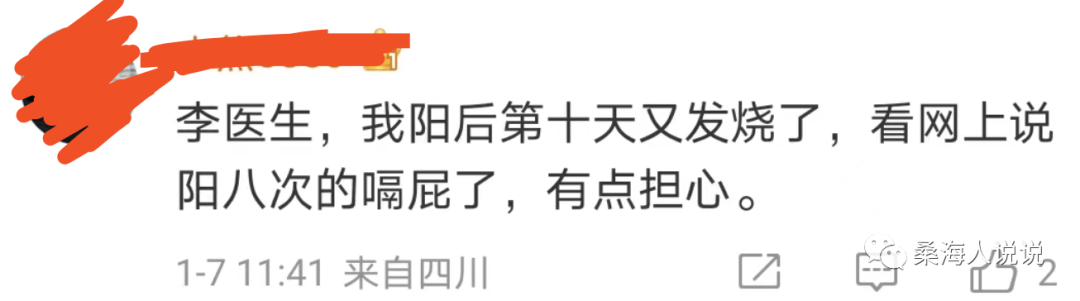 李医生，我阳后第十天又发烧了，看网上说
阳八次的嗝屁了，有点担心。
1-7 11:41 来自四川
2
桑海人说说